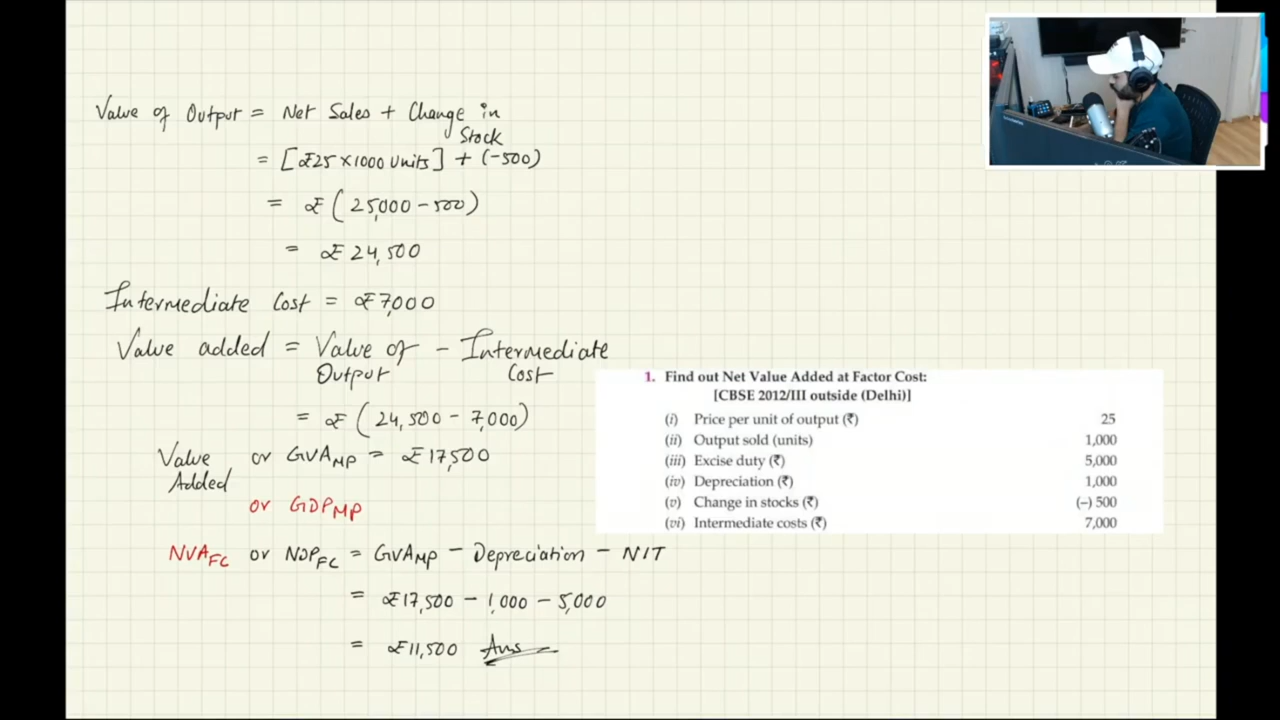 Value of Output = Net Sales + Change in
Stock
= [₹25 × 1000 Units] + (-500)
= ₹ (25,000 - 500)
= ₹ 24,500
Intermediate Cost = ₹7,000
Value added = Value of - Intermediate
Output Cost
= ₹ (24,500 - 7,000)
Value or GVAMP = ₹17,500
Added
or GDPMP
NVAFC or NDPFC = GVAMP - Depreciation - NIT
= ₹17,500 - 1,000 - 5,000
= ₹11,500 Ans
1. Find out Net Value Added at Factor Cost:
[CBSE 2012/III outside (Delhi)]
(i) Price per unit of output (₹) 25
(ii) Output sold (units) 1,000
(iii) Excise duty (₹) 5,000
(iv) Depreciation (₹) 1,000
(v) Change in stocks (₹) (–) 500
(vi) Intermediate costs (₹) 7,000